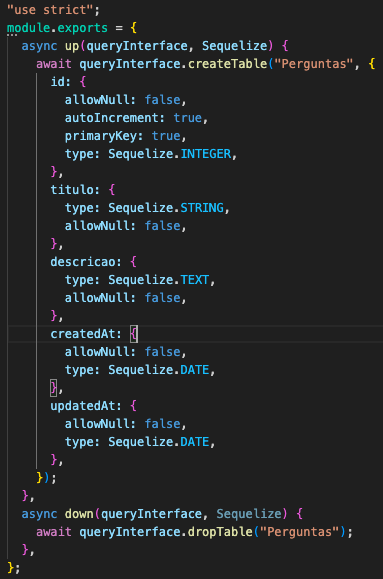 "use strict";
module.exports = {
  async up(queryInterface, Sequelize) {
    await queryInterface.createTable("Perguntas", {
      id: {
        allowNull: false,
        autoIncrement: true,
        primaryKey: true,
        type: Sequelize.INTEGER,
      },
      titulo: {
        type: Sequelize.STRING,
        allowNull: false,
      },
      descricao: {
        type: Sequelize.TEXT,
        allowNull: false,
      },
      createdAt: {
        allowNull: false,
        type: Sequelize.DATE,
      },
      updatedAt: {
        allowNull: false,
        type: Sequelize.DATE,
      },
    });
  },
  async down(queryInterface, Sequelize) {
    await queryInterface.dropTable("Perguntas");
  },
};